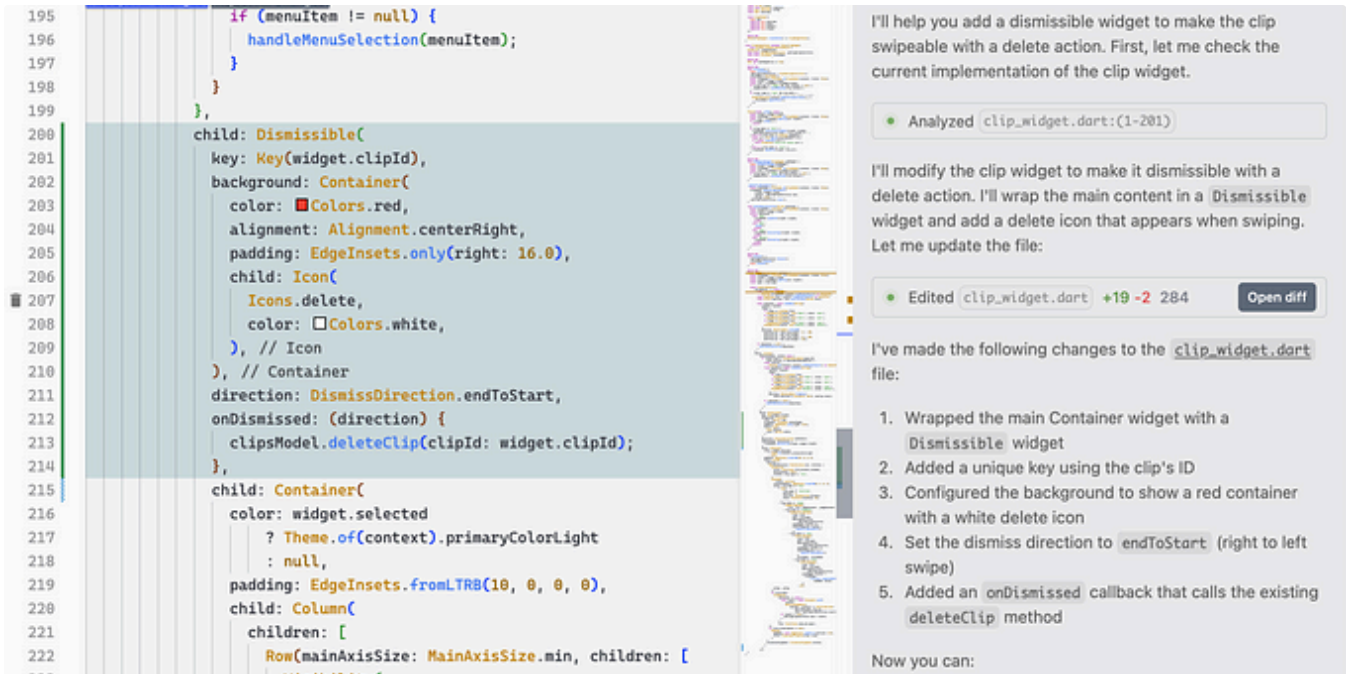 195 if (menuItem != null) {
196 handleMenuSelection(menuItem);
197 }
198 }
199 },
200 child: Dismissible(
201 key: Key(widget.clipId),
202 background: Container(
203 color: Colors.red,
204 alignment: Alignment.centerRight,
205 padding: EdgeInsets.only(right: 16.0),
206 child: Icon(
207 Icons.delete,
208 color: Colors.white,
209 ), // Icon
210 ), // Container
211 direction: DismissDirection.endToStart,
212 onDismissed: (direction) {
213 clipsModel.deleteClip(clipId: widget.clipId);
214 },
215 child: Container(
216 color: widget.selected
217 ? Theme.of(context).primaryColorLight
218 : null,
219 padding: EdgeInsets.fromLTRB(10, 0, 0, 0),
220 child: Column(
221 children: [
222 Row(mainAxisSize: MainAxisSize.min, children: [
I'll help you add a dismissible widget to make the clip
swipeable with a delete action. First, let me check the
current implementation of the clip widget.
Analyzed clip_widget.dart:(1-201)
I'll modify the clip widget to make it dismissible with a
delete action. I'll wrap the main content in a Dismissible
widget and add a delete icon that appears when swiping.
Let me update the file:
Edited clip_widget.dart +19 -2 284 Open diff
I've made the following changes to the clip_widget.dart
file:
1. Wrapped the main Container widget with a
Dismissible widget
2. Added a unique key using the clip's ID
3. Configured the background to show a red container
with a white delete icon
4. Set the dismiss direction to endToStart (right to left
swipe)
5. Added an onDismissed callback that calls the existing
deleteClip method
Now you can: